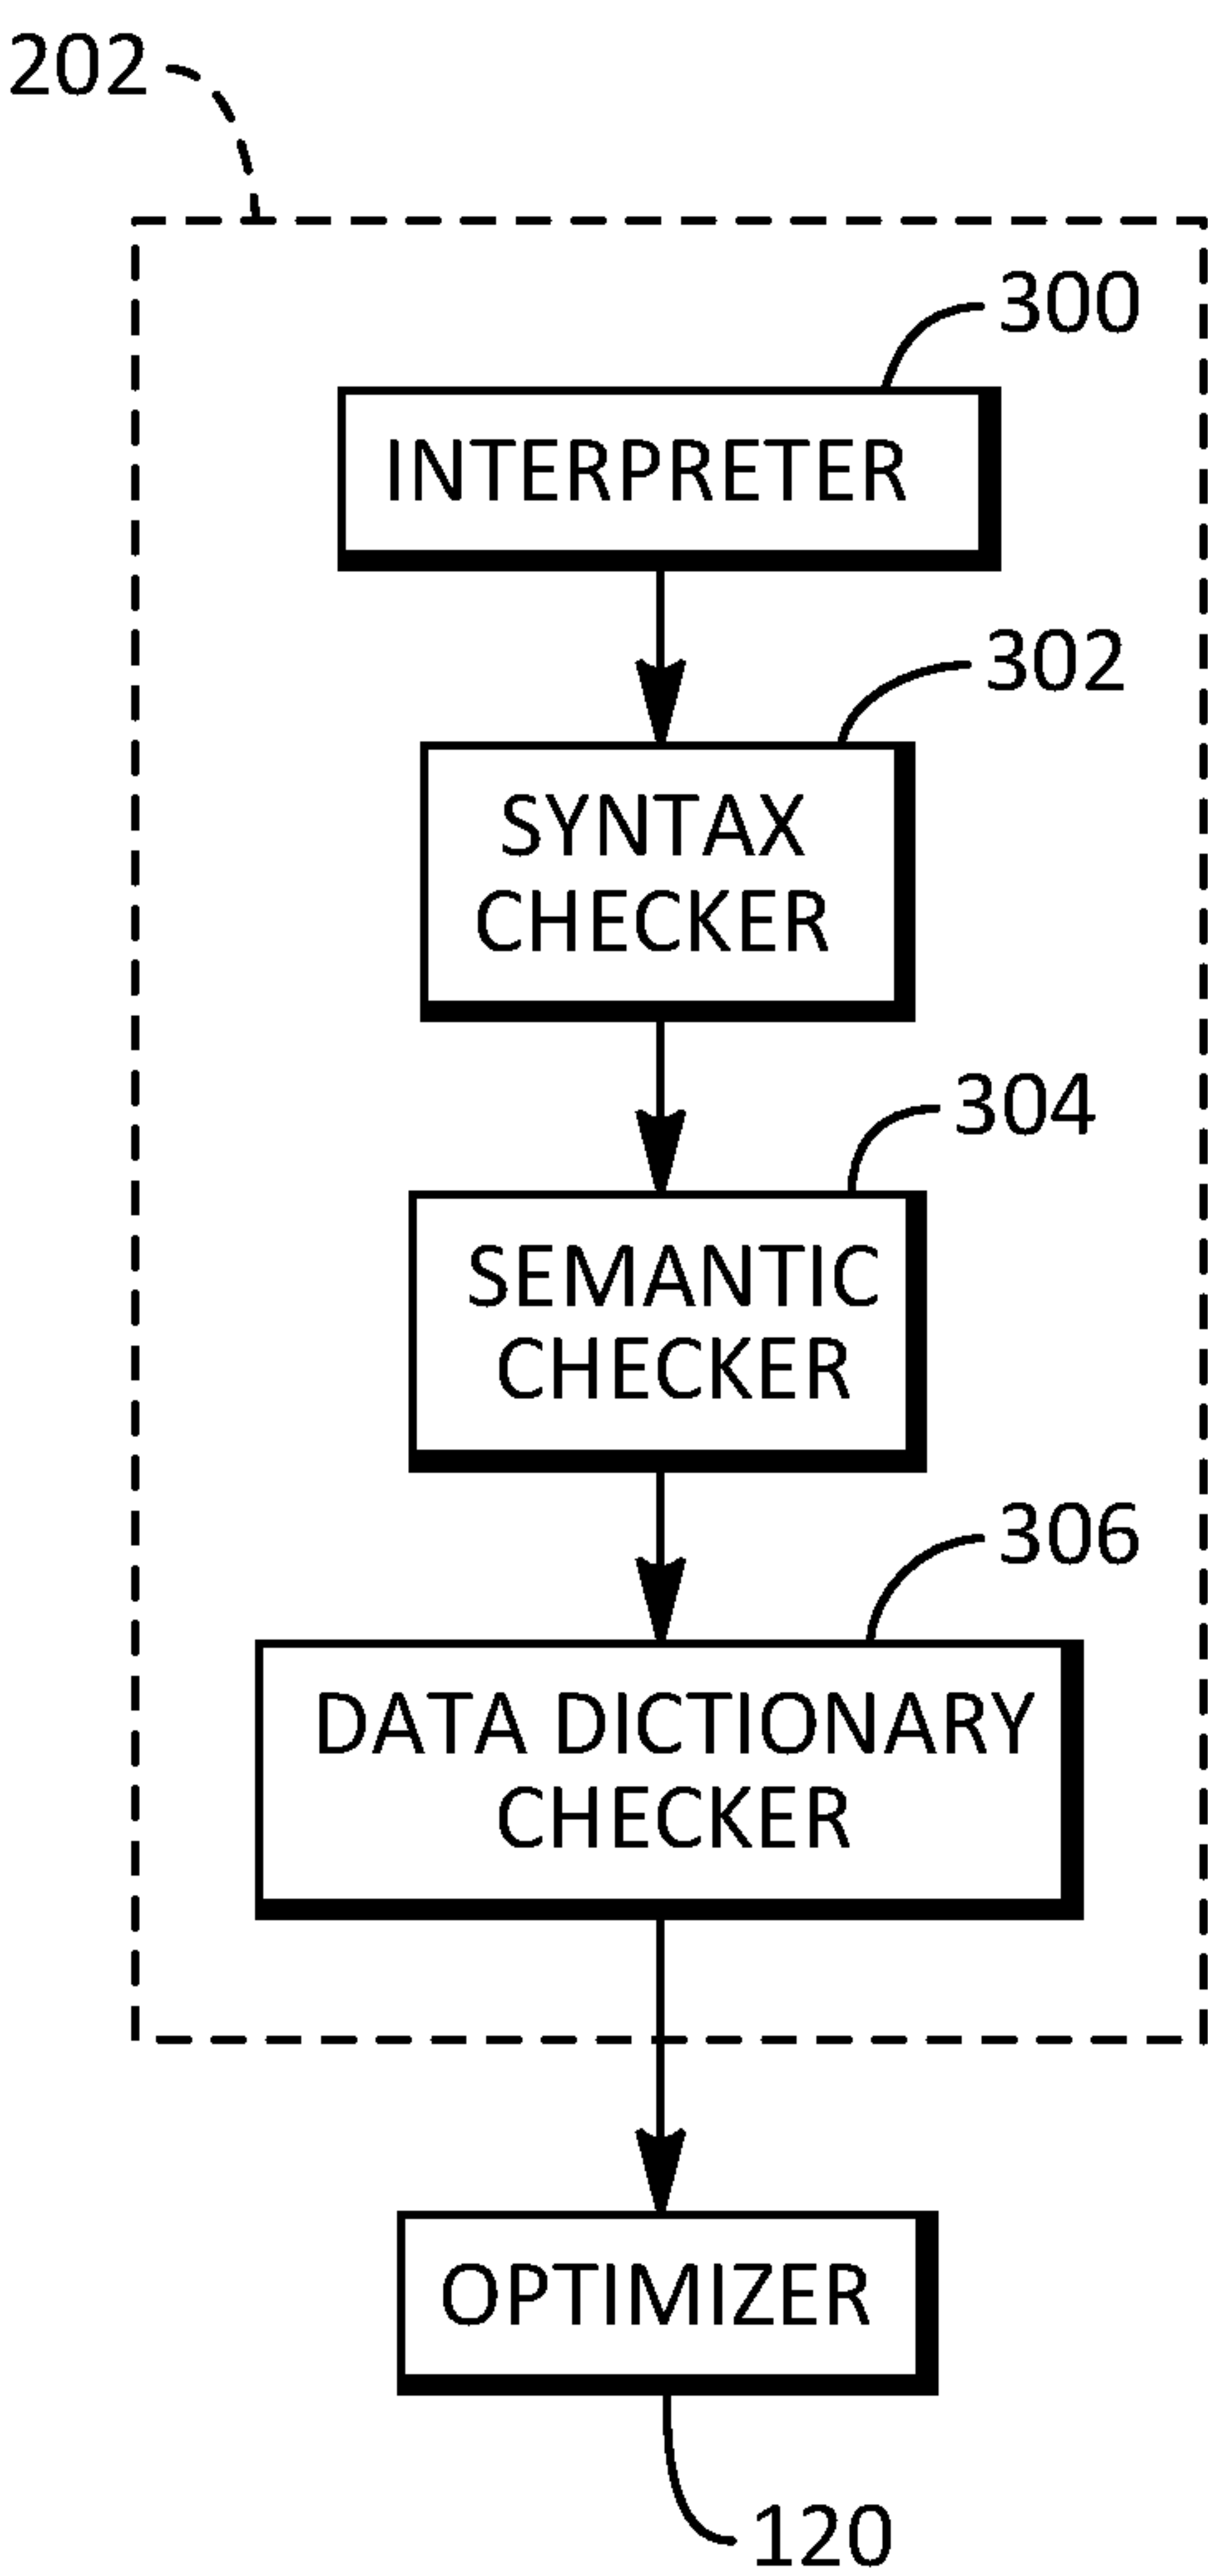 202
300
INTERPRETER
302
SYNTAX
CHECKER
304
SEMANTIC
CHECKER
306
DATA DICTIONARY
CHECKER
OPTIMIZER
120